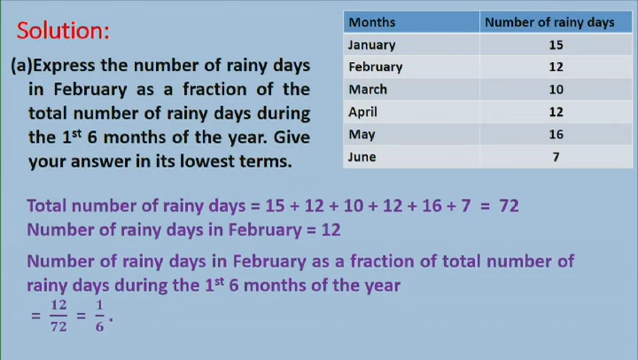 Solution:
(a)Express the number of rainy days
in February as a fraction of the
total number of rainy days during
the 1st 6 months of the year. Give
your answer in its lowest terms.
Months Number of rainy days
January 15
February 12
March 10
April 12
May 16
June 7
Total number of rainy days = 15 + 12 + 10 + 12 + 16 + 7 = 72
Number of rainy days in February = 12
Number of rainy days in February as a fraction of total number of
rainy days during the 1st 6 months of the year
= 12/72 = 1/6 .